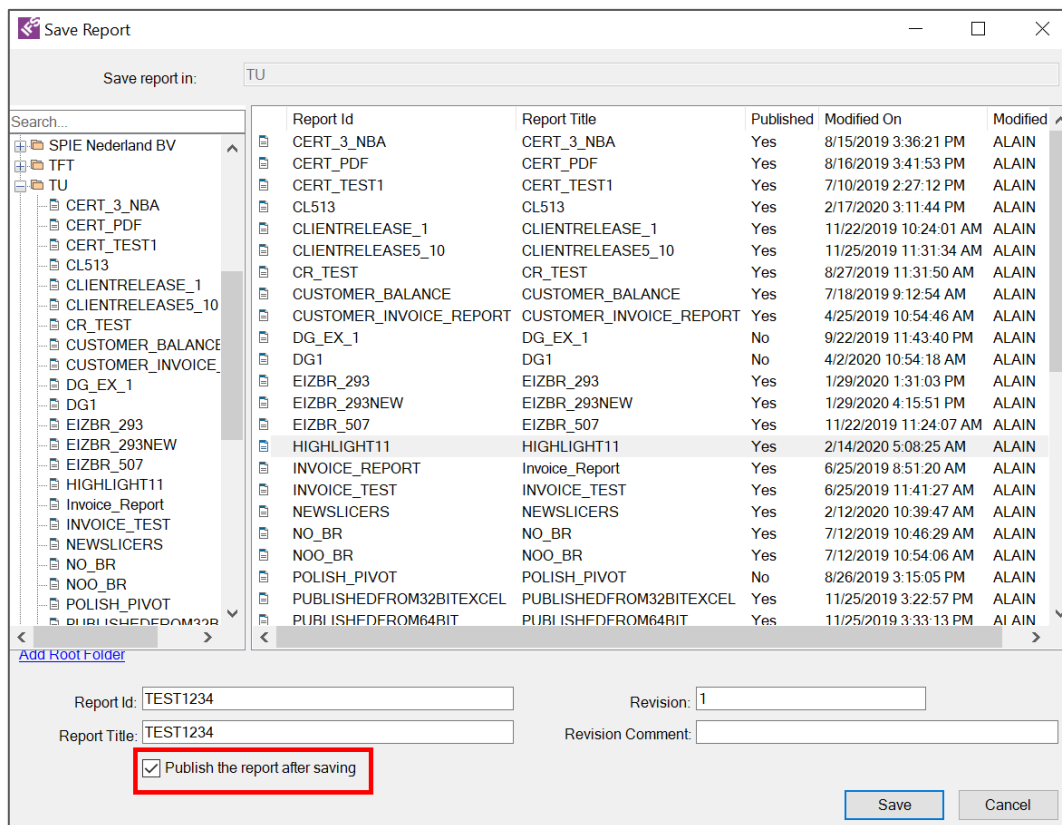 IFS Save Report
Save report in: TU
Search...
SPIE Nederland BV
TFT
TU
CERT_3_NBA
CERT_PDF
CERT_TEST1
CL513
CLIENTRELEASE_1
CLIENTRELEASE5_10
CR_TEST
CUSTOMER_BALANCE
CUSTOMER_INVOICE_
DG_EX_1
DG1
EIZBR_293
EIZBR_293NEW
EIZBR_507
HIGHLIGHT11
Invoice_Report
INVOICE_TEST
NEWSLICERS
NO_BR
NOO_BR
POLISH_PIVOT
PUBLISHEDFROM32B
Report Id Report Title Published Modified On Modified
CERT_3_NBA CERT_3_NBA Yes 8/15/2019 3:36:21 PM ALAIN
CERT_PDF CERT_PDF Yes 8/16/2019 3:41:53 PM ALAIN
CERT_TEST1 CERT_TEST1 Yes 7/10/2019 2:27:12 PM ALAIN
CL513 CL513 Yes 2/17/2020 3:11:44 PM ALAIN
CLIENTRELEASE_1 CLIENTRELEASE_1 Yes 11/22/2019 10:24:01 AM ALAIN
CLIENTRELEASE5_10 CLIENTRELEASE5_10 Yes 11/25/2019 11:31:34 AM ALAIN
CR_TEST CR_TEST Yes 8/27/2019 11:31:50 AM ALAIN
CUSTOMER_BALANCE CUSTOMER_BALANCE Yes 7/18/2019 9:12:54 AM ALAIN
CUSTOMER_INVOICE_REPORT CUSTOMER_INVOICE_REPORT Yes 4/25/2019 10:54:46 AM ALAIN
DG_EX_1 DG_EX_1 No 9/22/2019 11:43:40 PM ALAIN
DG1 DG1 No 4/2/2020 10:54:18 AM ALAIN
EIZBR_293 EIZBR_293 Yes 1/29/2020 1:31:03 PM ALAIN
EIZBR_293NEW EIZBR_293NEW Yes 1/29/2020 4:15:51 PM ALAIN
EIZBR_507 EIZBR_507 Yes 11/22/2019 11:24:07 AM ALAIN
HIGHLIGHT11 HIGHLIGHT11 Yes 2/14/2020 5:08:25 AM ALAIN
INVOICE_REPORT Invoice_Report Yes 6/25/2019 8:51:20 AM ALAIN
INVOICE_TEST INVOICE_TEST Yes 6/25/2019 11:41:27 AM ALAIN
NEWSLICERS NEWSLICERS Yes 2/12/2020 10:39:47 AM ALAIN
NO_BR NO_BR Yes 7/12/2019 10:46:29 AM ALAIN
NOO_BR NOO_BR Yes 7/12/2019 10:54:06 AM ALAIN
POLISH_PIVOT POLISH_PIVOT No 8/26/2019 3:15:05 PM ALAIN
PUBLISHEDFROM32BITEXCEL PUBLISHEDFROM32BITEXCEL Yes 11/25/2019 3:22:57 PM ALAIN
PUBLISHEDFROM64BIT PUBLISHEDFROM64BIT Yes 11/25/2019 3:33:13 PM ALAIN
Add Root Folder
Report Id: TEST1234 Revision: 1
Report Title: TEST1234 Revision Comment:
Publish the report after saving
Save Cancel